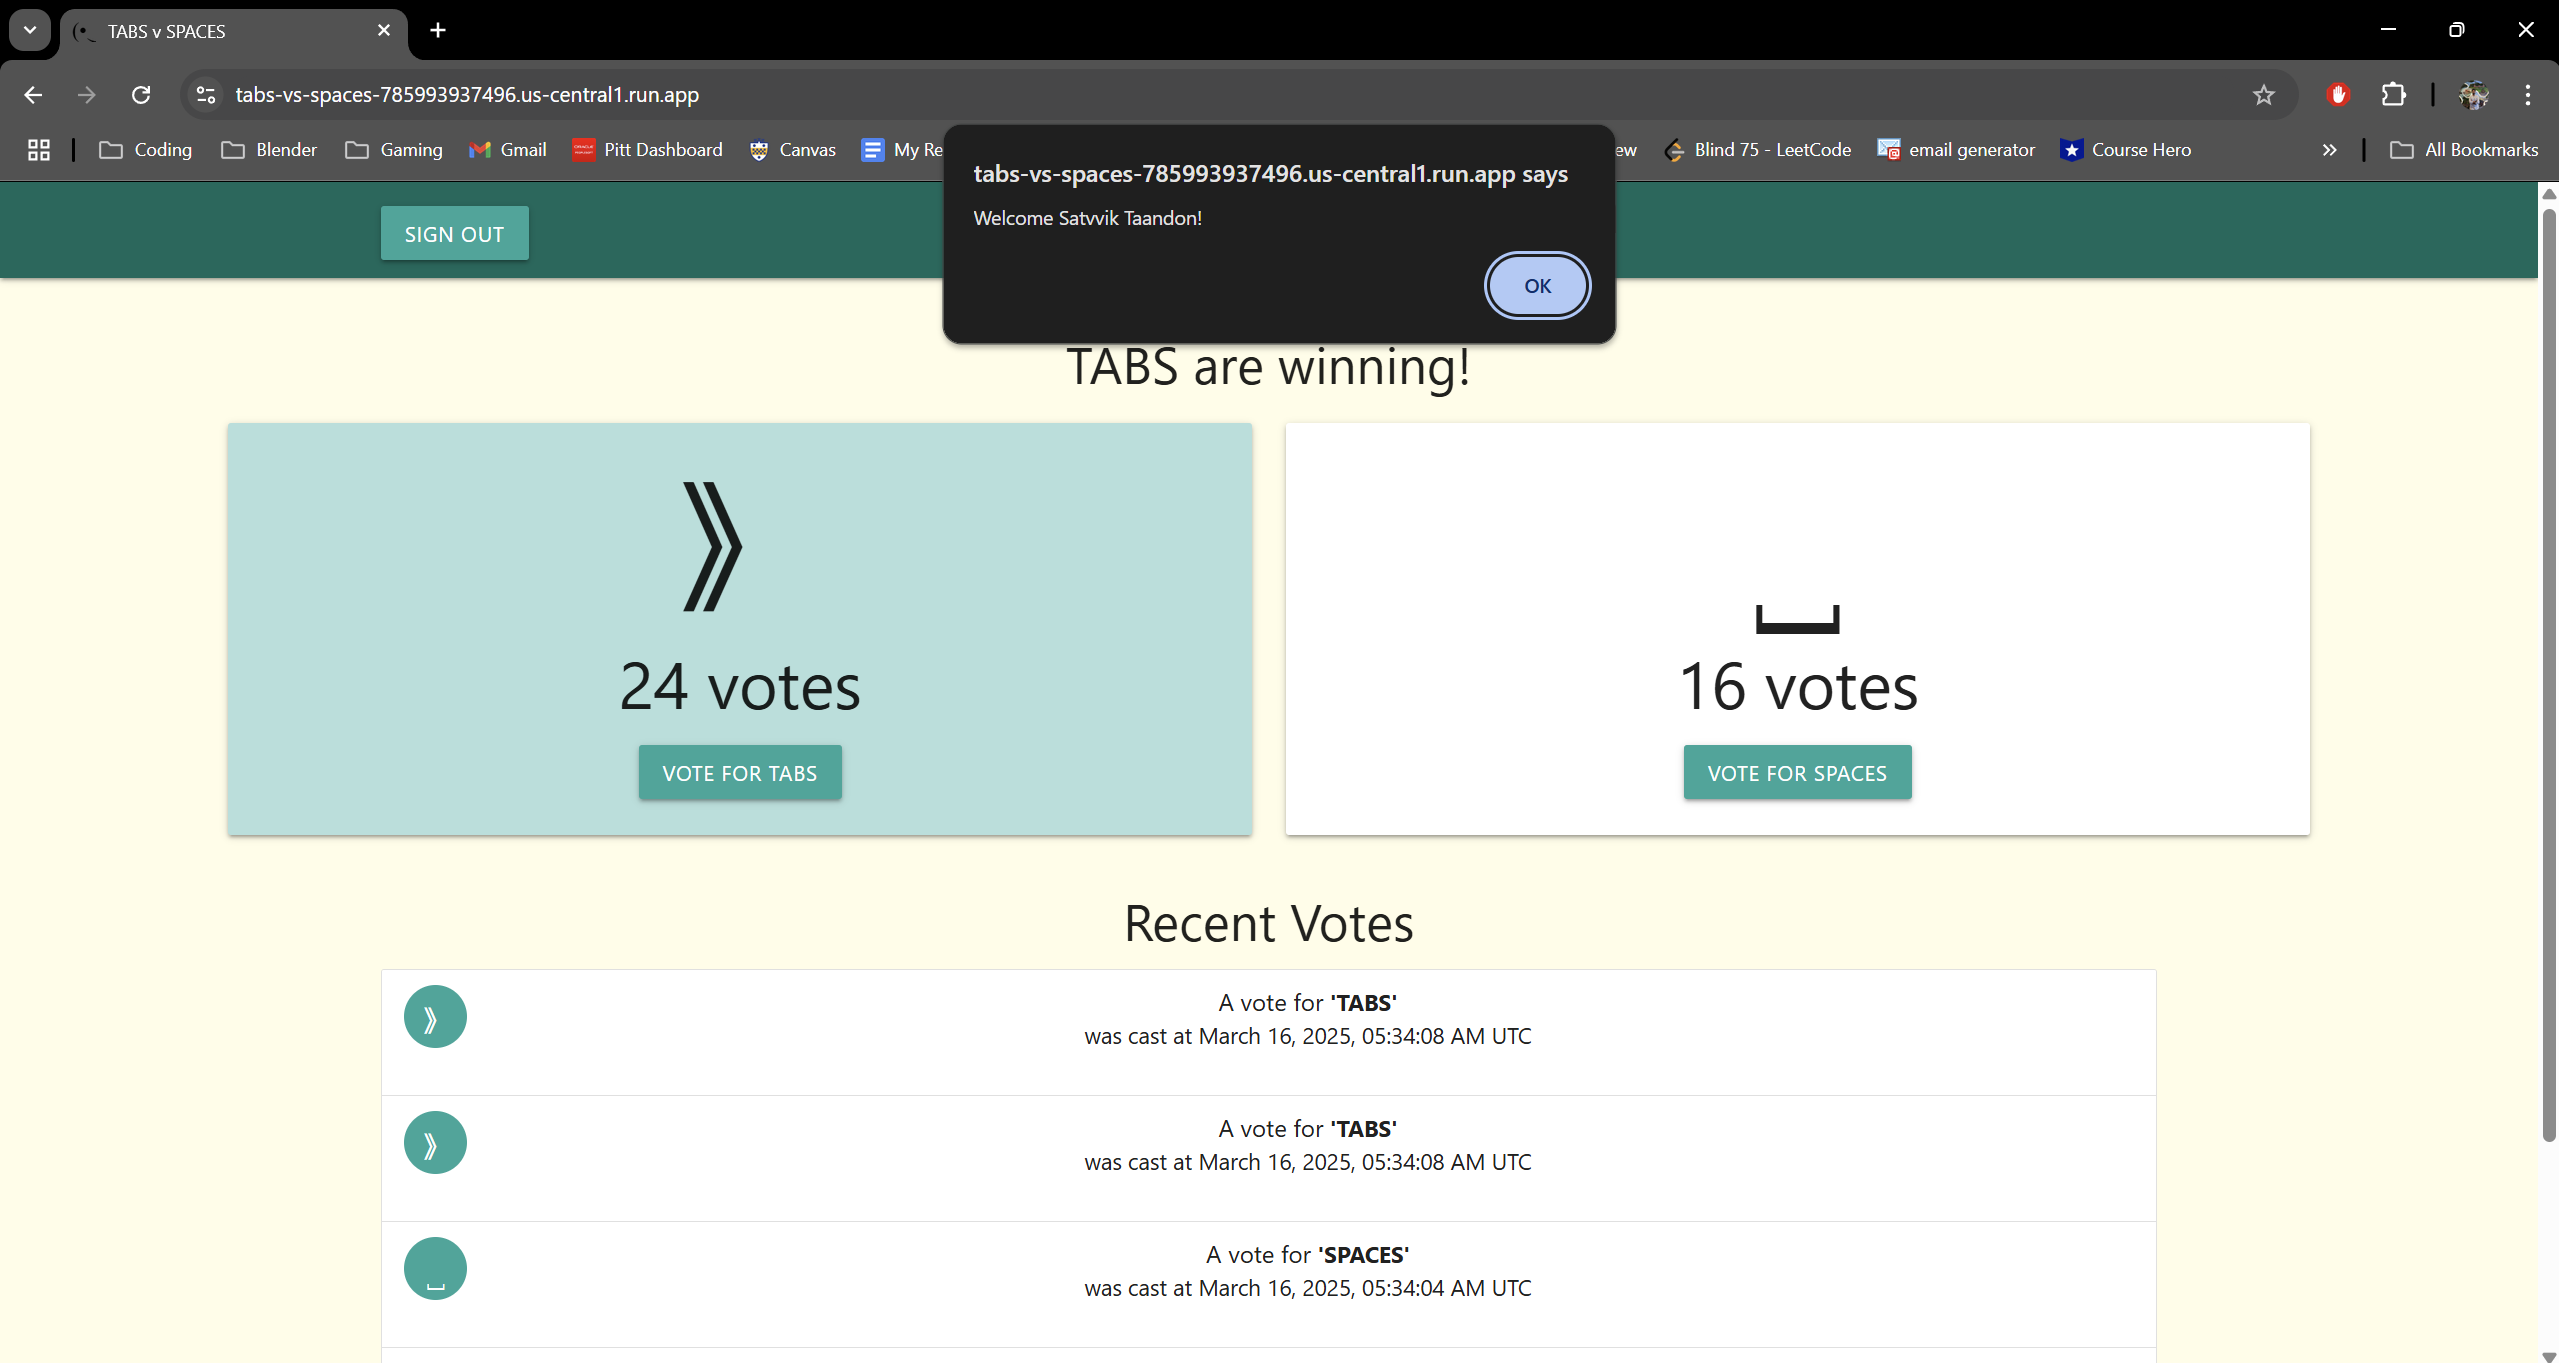 TABS v SPACES
tabs-vs-spaces-785993937496.us-central1.run.app
Coding
Blender
Gaming
Gmail
Pitt Dashboard
Canvas
My Re
ew
Blind 75 - LeetCode
email generator
Course Hero
All Bookmarks
tabs-vs-spaces-785993937496.us-central1.run.app says
Welcome Satvvik Taandon!
OK
SIGN OUT
TABS are winning!
24 votes
VOTE FOR TABS
16 votes
VOTE FOR SPACES
Recent Votes
A vote for 'TABS'
was cast at March 16, 2025, 05:34:08 AM UTC
A vote for 'TABS'
was cast at March 16, 2025, 05:34:08 AM UTC
A vote for 'SPACES'
was cast at March 16, 2025, 05:34:04 AM UTC